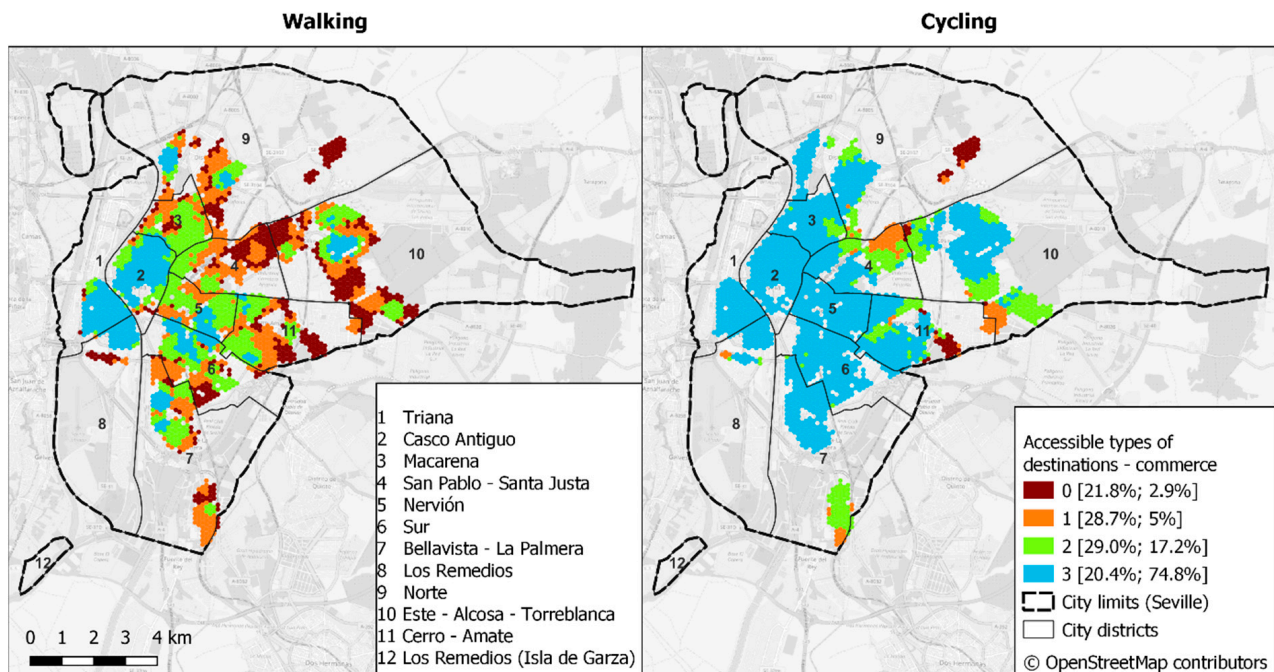 Walking
Cycling
9
3
4
10
1
2
5
11
6
8
7
12
1 Triana
2 Casco Antiguo
3 Macarena
4 San Pablo - Santa Justa
5 Nervión
6 Sur
7 Bellavista - La Palmera
8 Los Remedios
9 Norte
10 Este - Alcosa - Torreblanca
11 Cerro - Amate
12 Los Remedios (Isla de Garza)
0 1 2 3 4 km
9
3
4
10
1
2
5
11
6
8
7
12
Accessible types of
destinations - commerce
0 [21.8%; 2.9%]
1 [28.7%; 5%]
2 [29.0%; 17.2%]
3 [20.4%; 74.8%]
City limits (Seville)
City districts
© OpenStreetMap contributors